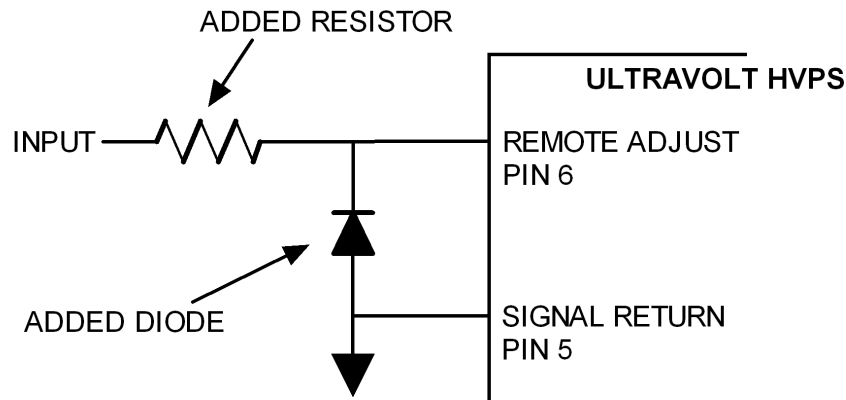 ADDED RESISTOR
ULTRAVOLT HVPS
INPUT
REMOTE ADJUST
PIN 6
ADDED DIODE
SIGNAL RETURN
PIN 5